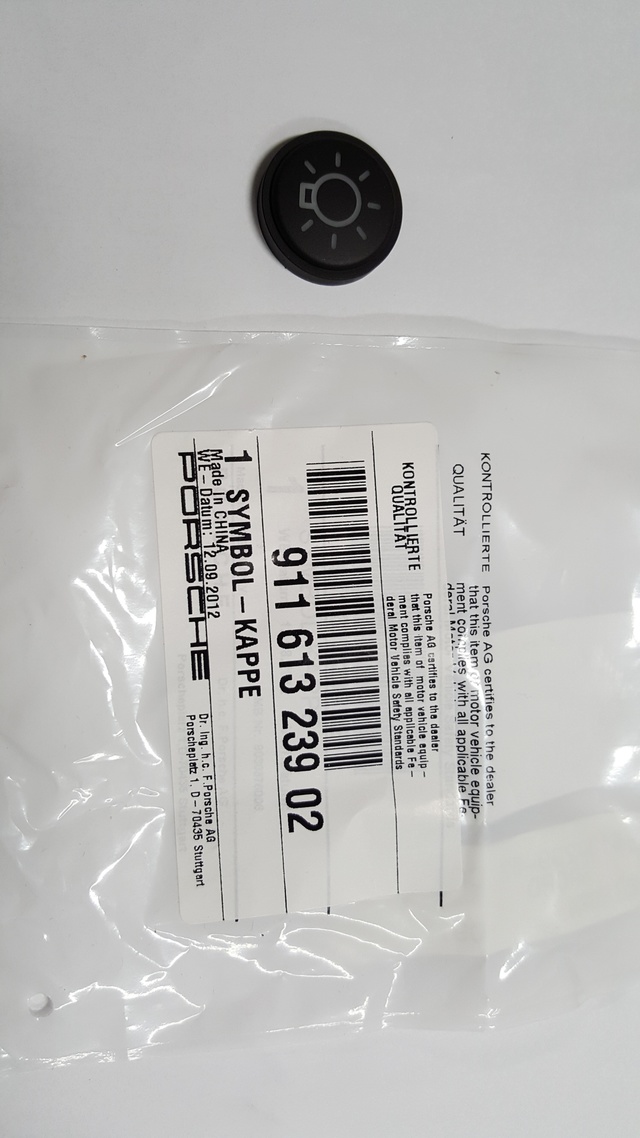 KONTROLLIERTE
QUALITÄT
Porsche AG certifies to the dealer
that this item of motor vehicle equip-
ment complies with all applicable Fe
KONTROLLIERTE
QUALITÄT
Porsche AG certifies to the dealer
that this item of motor vehicle equip-
ment complies with all applicable Fe-
deral Motor Vehicle Safety Standards
911 613 239 02
1 SYMBOL-KAPPE
Made In CHINA
WE-Datum: 12.09.2012
PORSCHE
Dr. Ing. h.c. F.Porsche AG
Porscheplatz 1, D-70435 Stuttgart